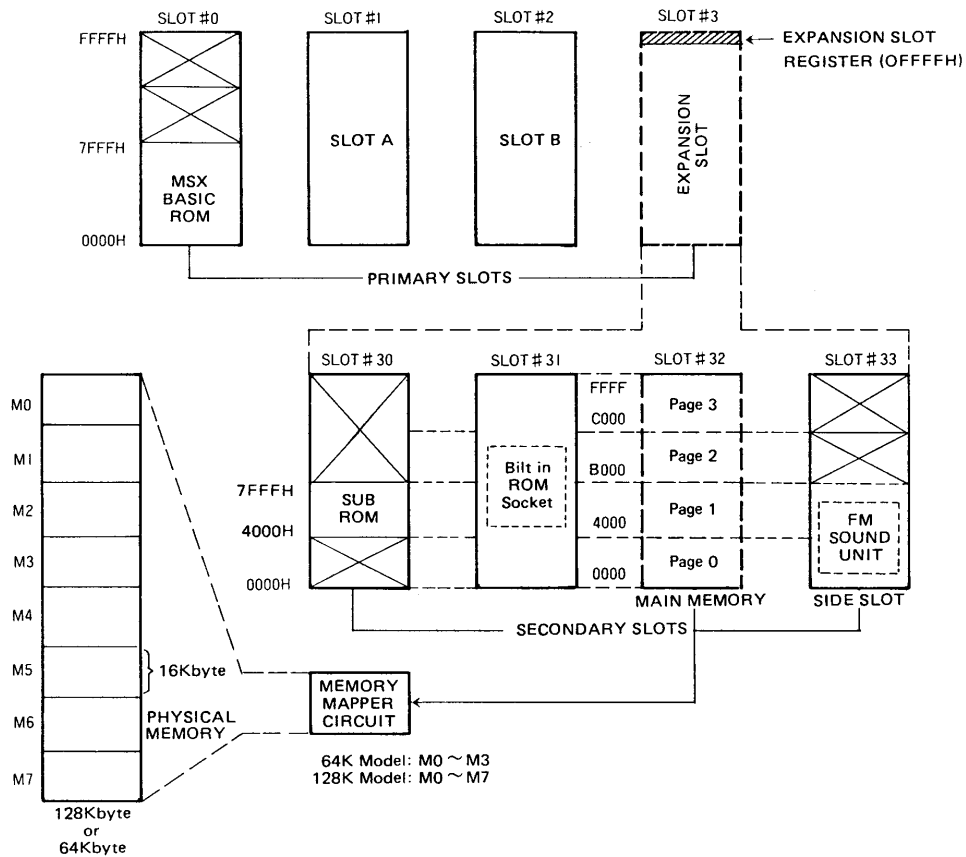 SLOT #0
SLOT #1
SLOT #2
SLOT #3
FFFFH
EXPANSION SLOT
REGISTER (OFFFFH)
7FFFH
SLOT A
SLOT B
EXPANSION
SLOT
MSX
BASIC
ROM
0000H
PRIMARY SLOTS
SLOT #30
SLOT #31
SLOT #32
SLOT #33
M0
M1
M2
M3
M4
M5
M6
M7
16Kbyte
PHYSICAL
MEMORY
128Kbyte
or
64Kbyte
7FFFH
4000H
0000H
SUB
ROM
Bilt in
ROM
Socket
FFFF
C000
B000
4000
0000
Page 3
Page 2
Page 1
Page 0
FM
SOUND
UNIT
MAIN MEMORY
SIDE SLOT
SECONDARY SLOTS
MEMORY
MAPPER
CIRCUIT
64K Model: M0 ~ M3
128K Model: M0 ~ M7